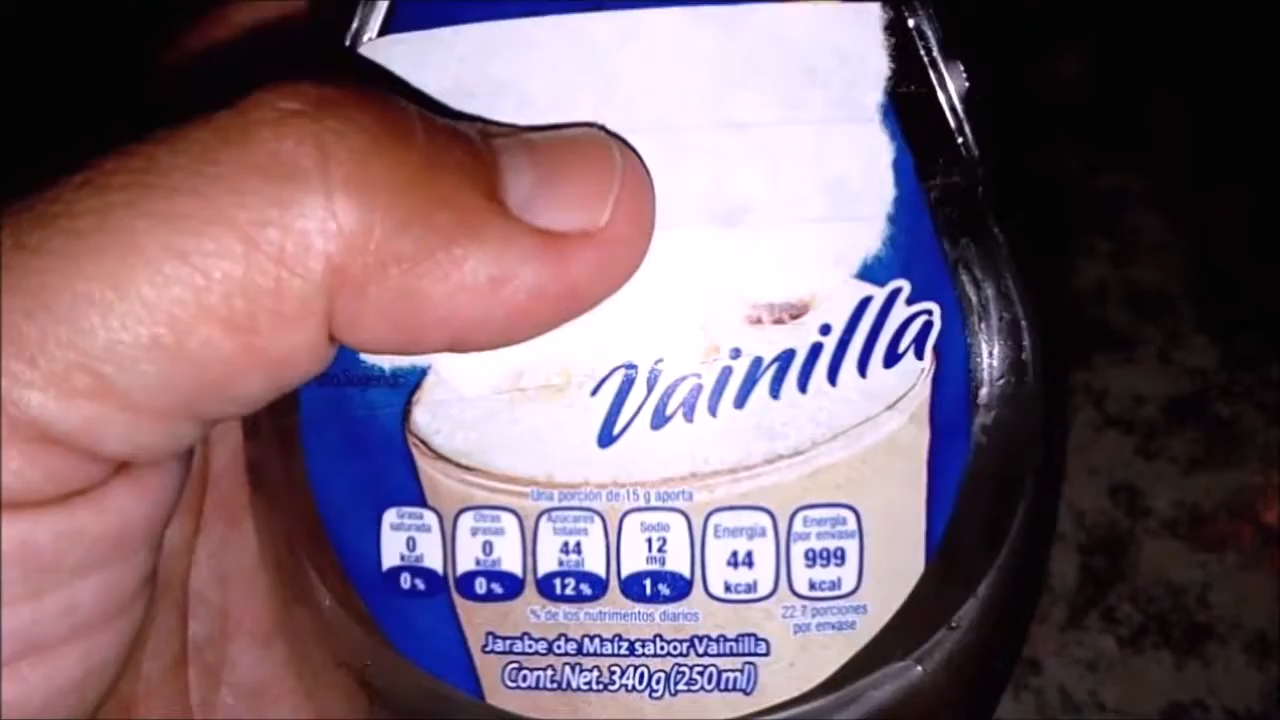 Vainilla
Una porción de 15 g aporta
Grasa saturada 0 kcal 0%
Otras grasas 0 kcal 0%
Azúcares totales 44 kcal 12%
Sodio 12 mg 1%
Energía 44 kcal
Energía por envase 999 kcal
% de los nutrimentos diarios
22.7 porciones por envase
Jarabe de Maíz sabor Vainilla
Cont. Net. 340 g (250 ml)